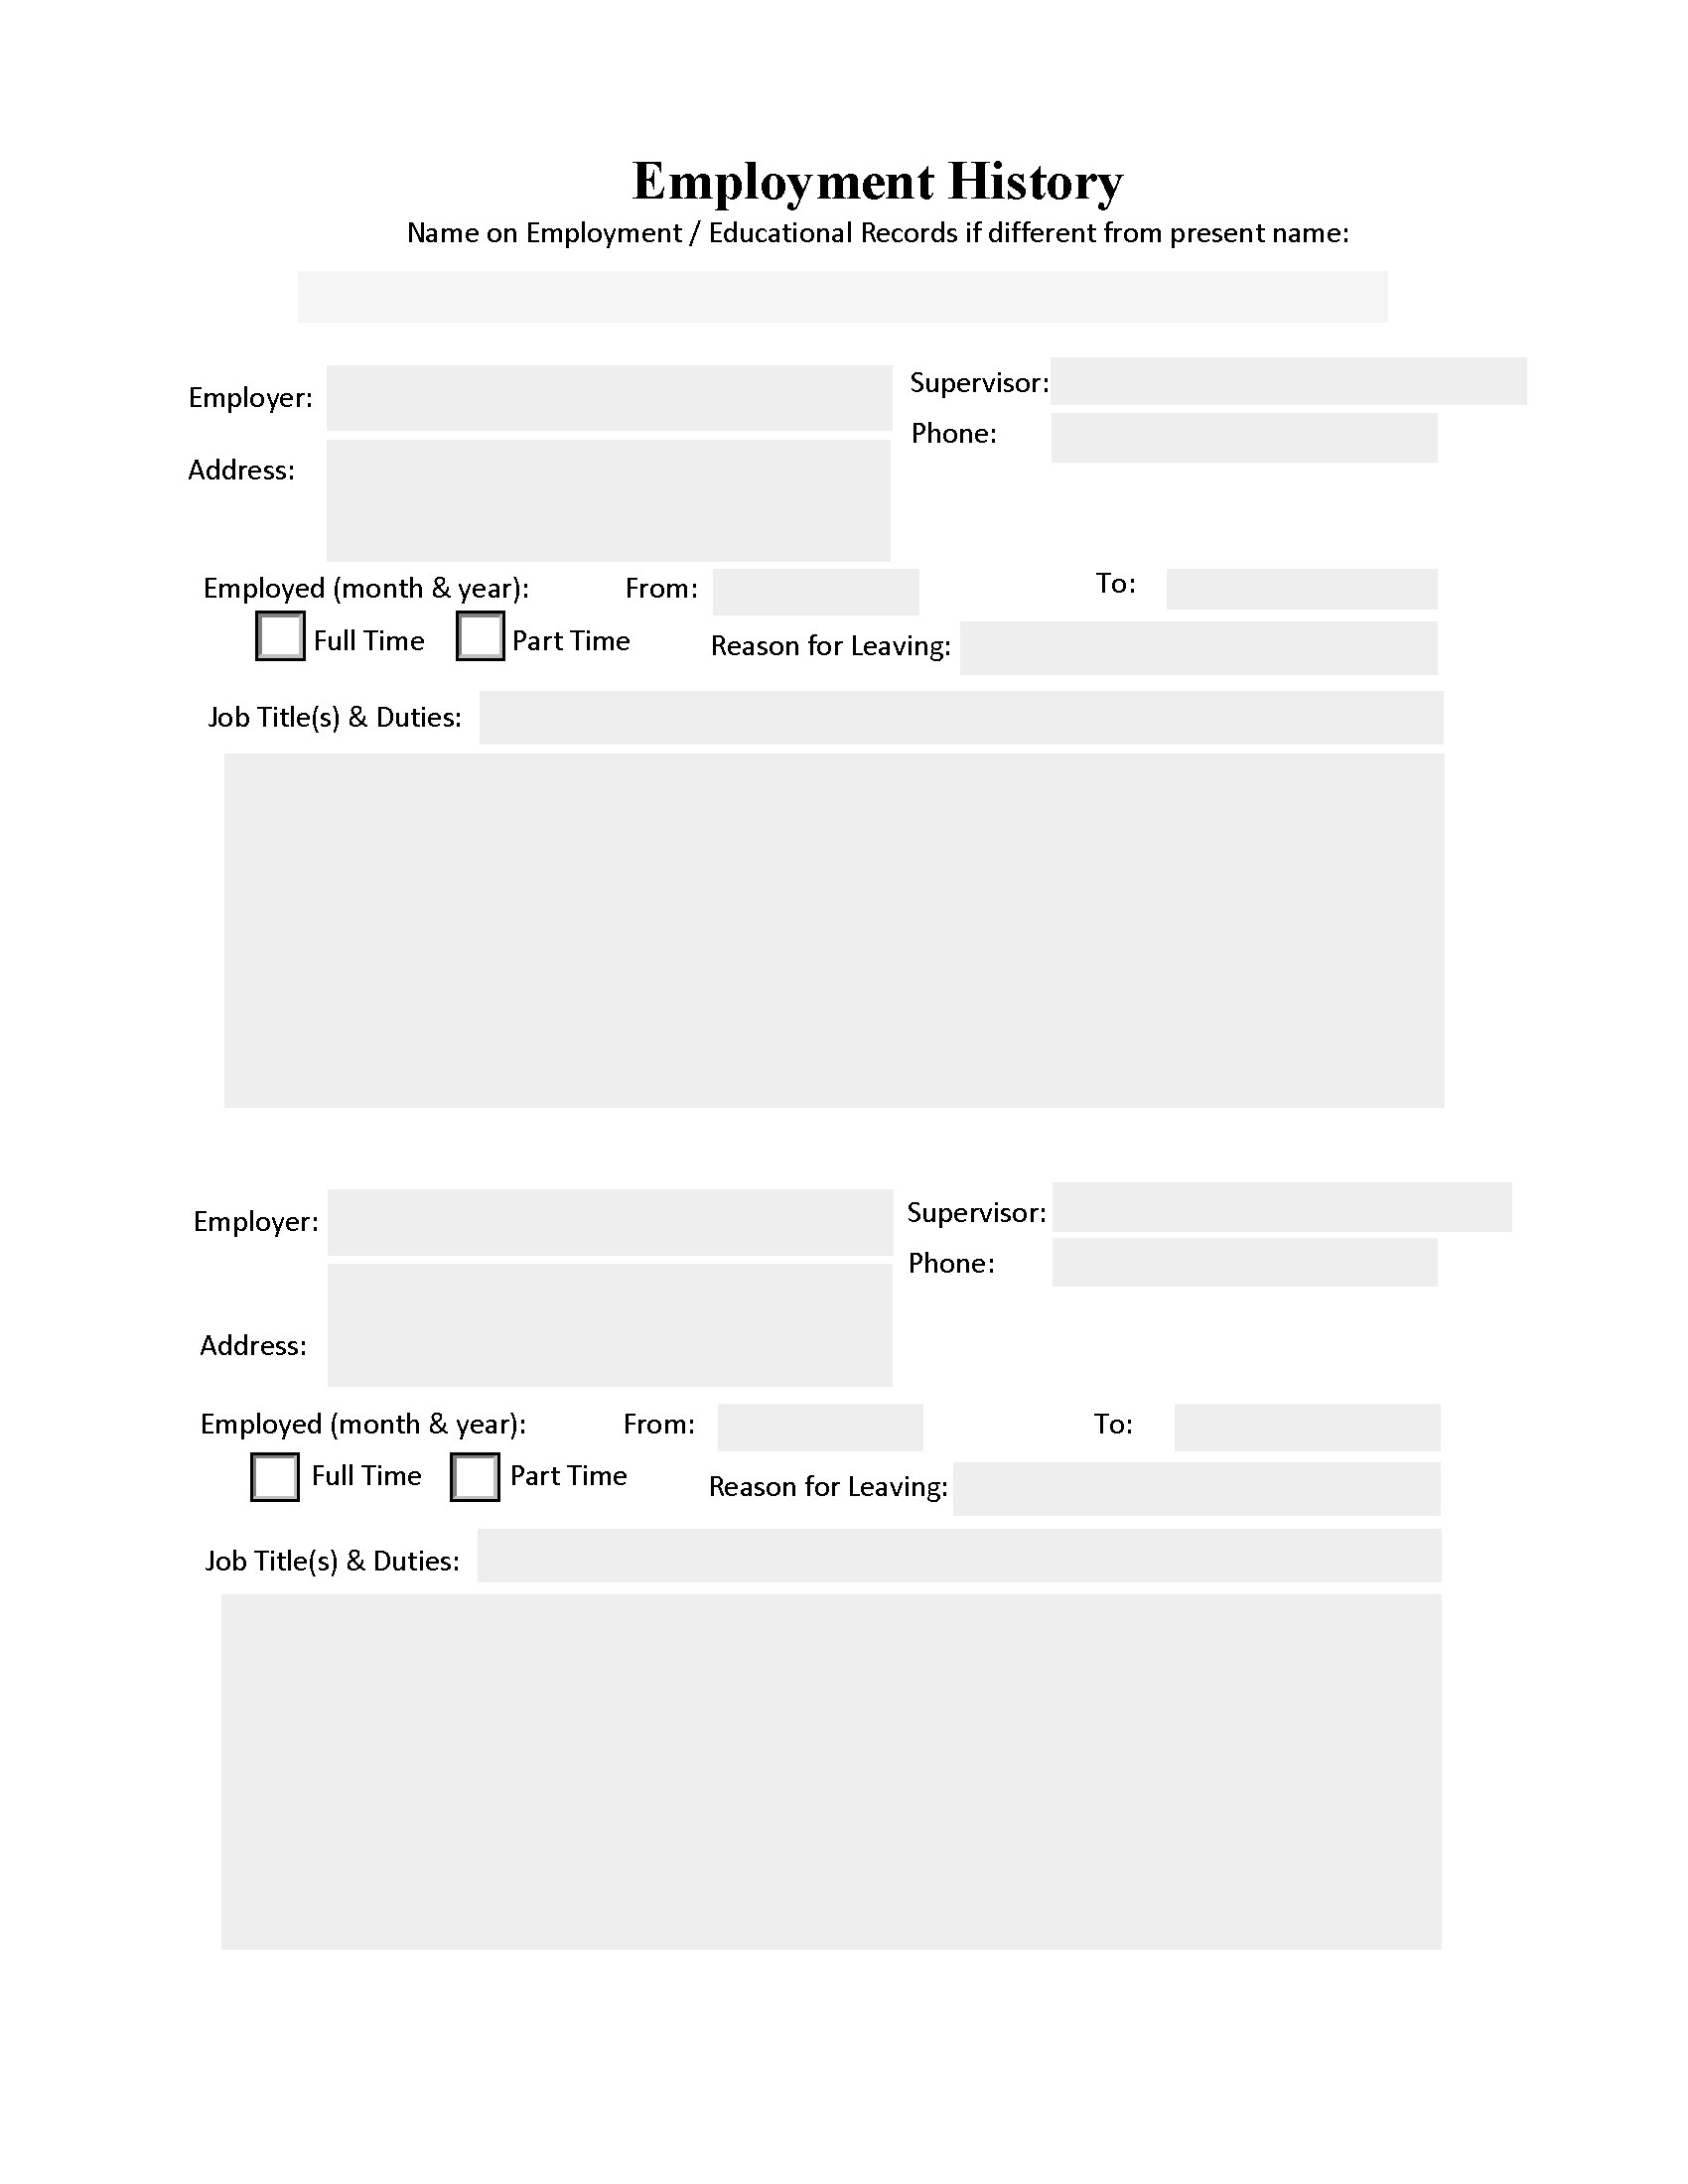 Employment History
Name on Employment / Educational Records if different from present name:
Employer:
Supervisor:
Phone:
Address:
Employed (month & year): From: To:
Full Time Part Time Reason for Leaving:
Job Title(s) & Duties:
Employer:
Supervisor:
Phone:
Address:
Employed (month & year): From: To:
Full Time Part Time Reason for Leaving:
Job Title(s) & Duties: